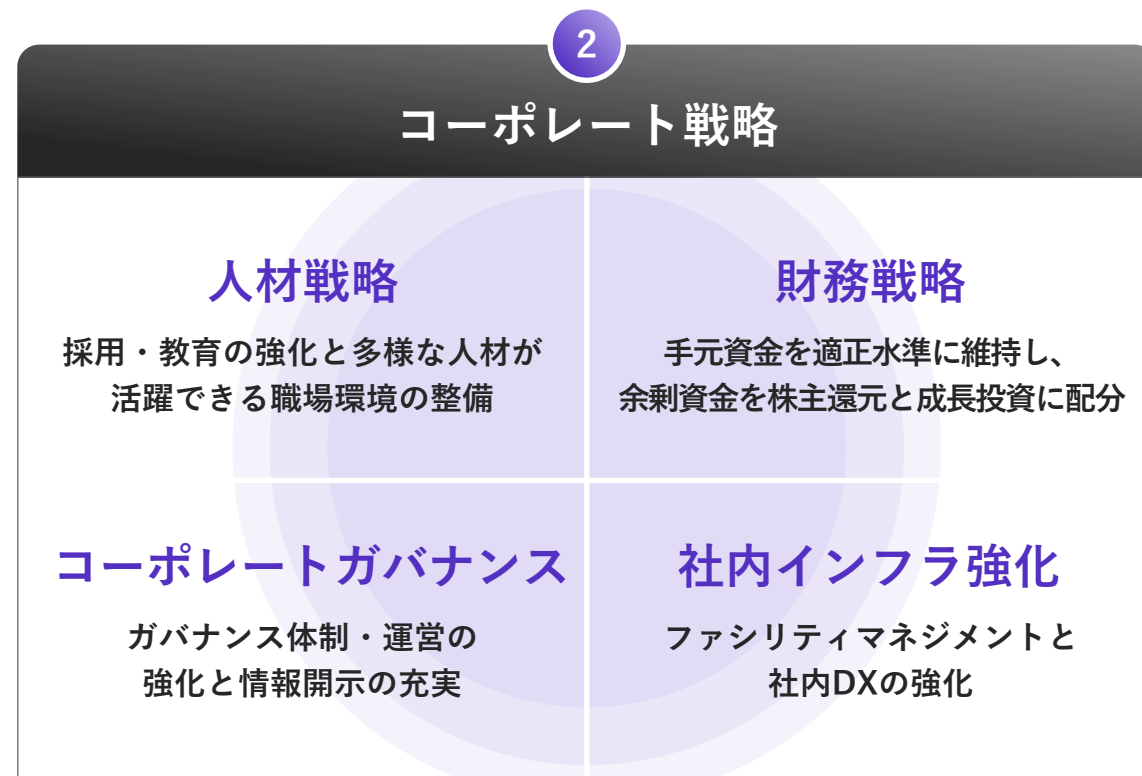 2
コーポレート戦略
人材戦略
採用・教育の強化と多様な人材が
活躍できる職場環境の整備
財務戦略
手元資金を適正水準に維持し、
余剰資金を株主還元と成長投資に配分
コーポレートガバナンス
ガバナンス体制・運営の
強化と情報開示の充実
社内インフラ強化
ファシリティマネジメントと
社内DXの強化